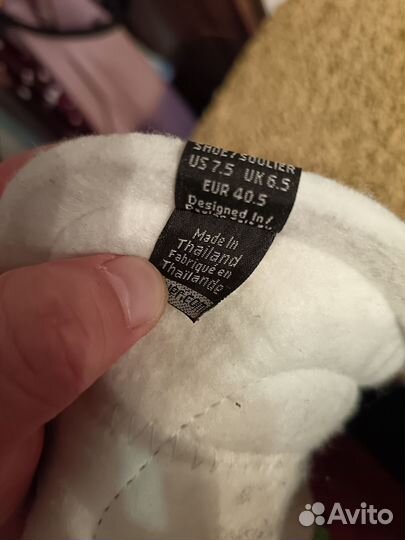 SHOE/SOULIER
US 7.5 UK 6.5
EUR 40.5
Designed In/
Made In
Thailand
Fabriqué en
Thaïlande
Avito